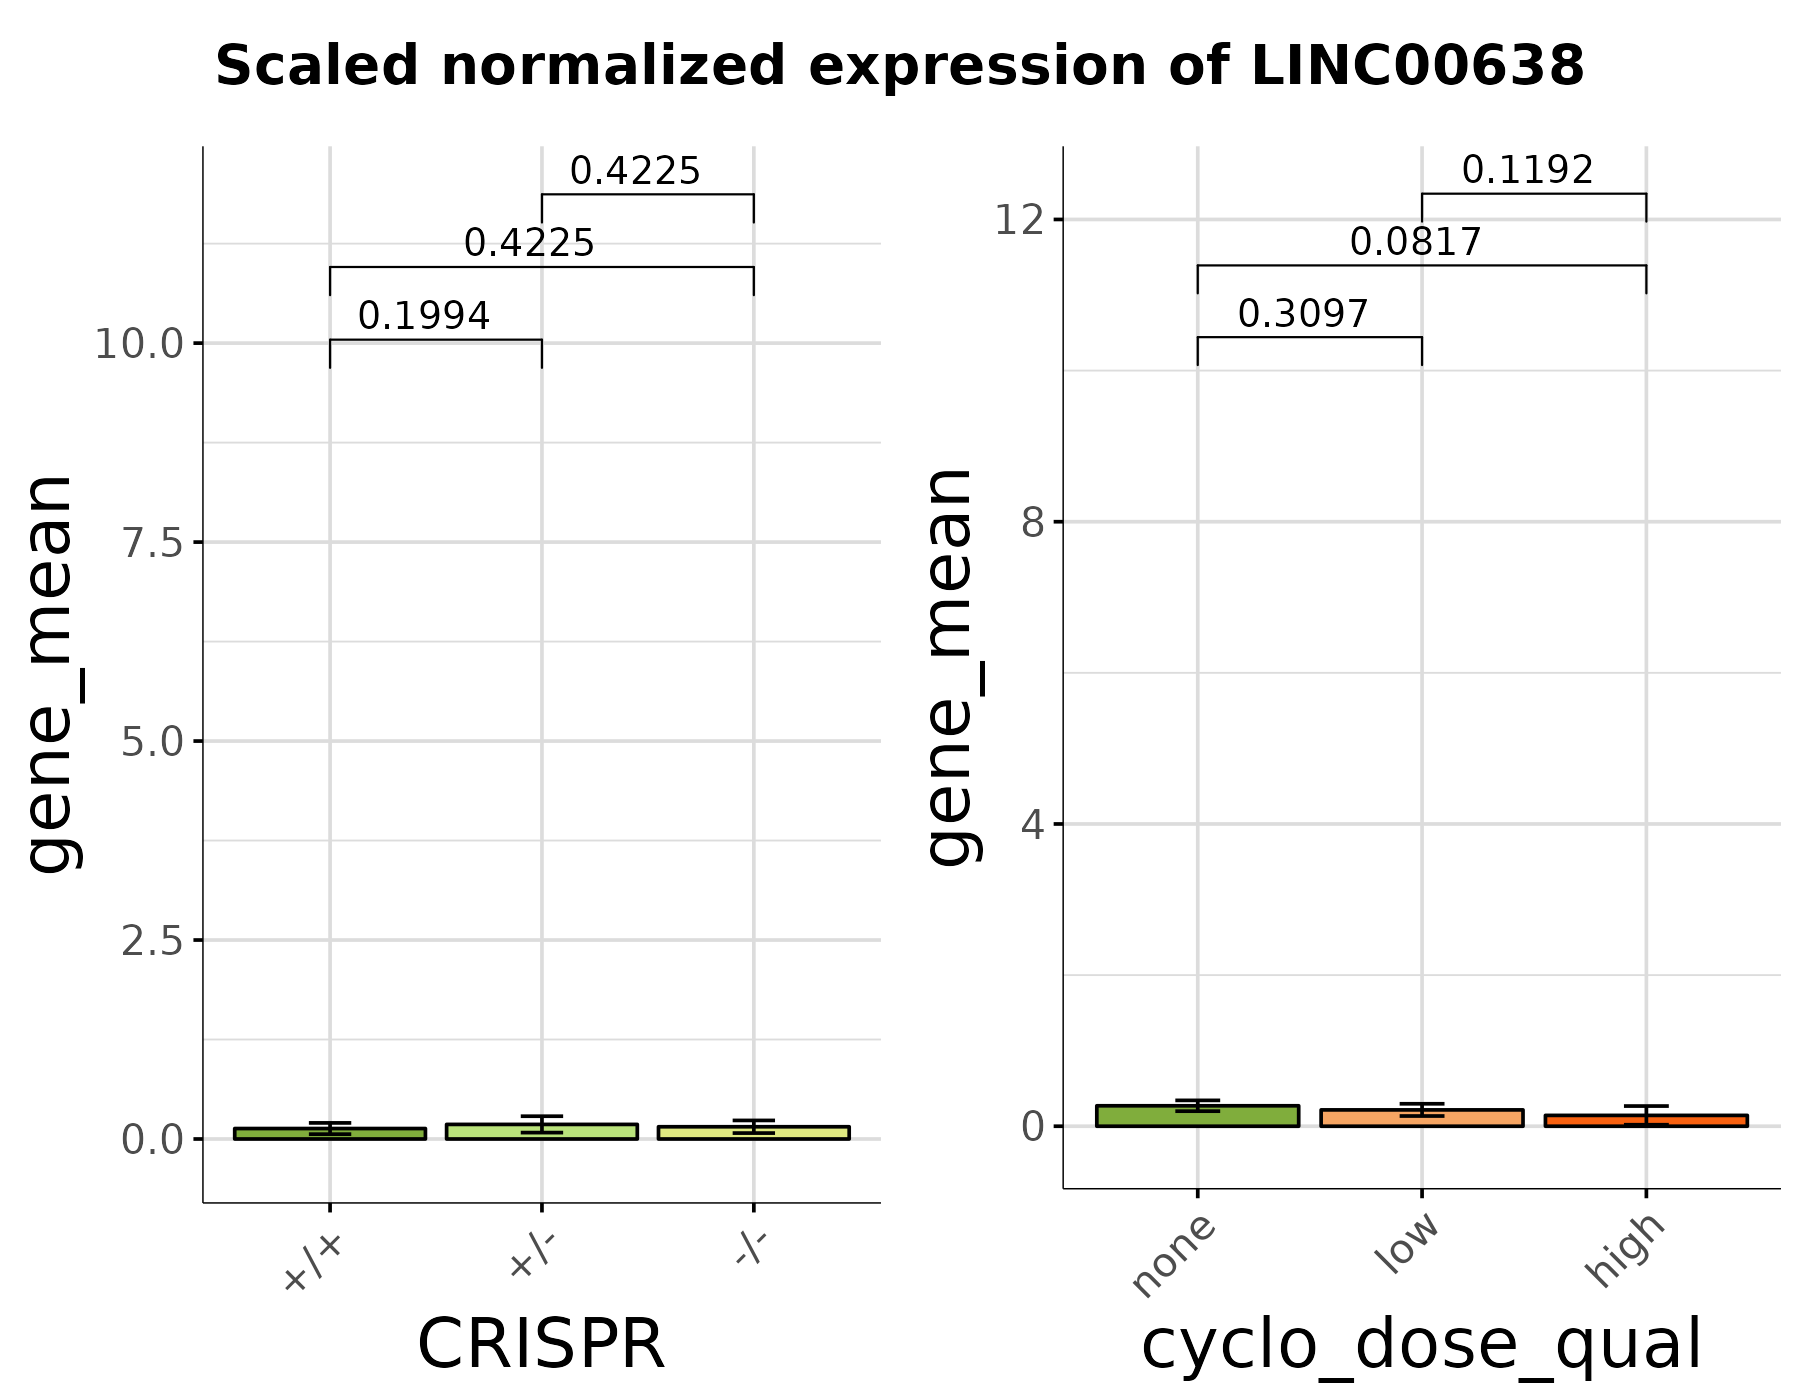 Scaled normalized expression of LINC00638
gene_mean
10.0
7.5
5.0
2.5
0.0
0.4225
0.4225
0.1994
+/+
+/-
-/-
CRISPR
gene_mean
12
8
4
0
0.1192
0.0817
0.3097
none
low
high
cyclo_dose_qual